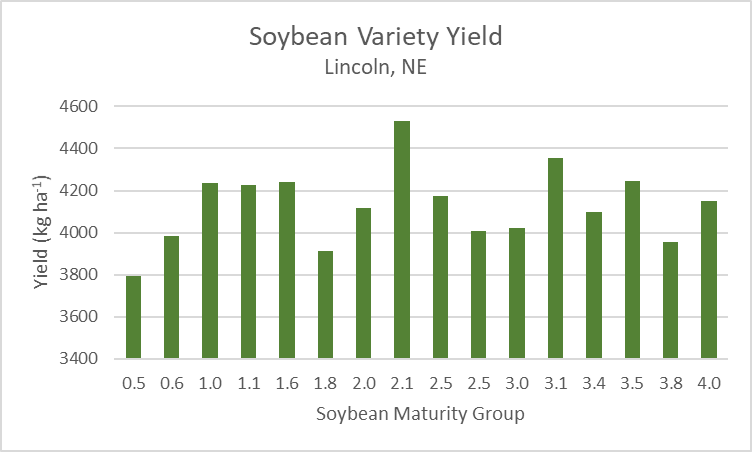 Soybean Variety Yield
Lincoln, NE
4600
4400
4200
4000
3800
3600
3400
Yield (kg ha⁻¹)
0.5 0.6 1.0 1.1 1.6 1.8 2.0 2.1 2.5 2.5 3.0 3.1 3.4 3.5 3.8 4.0
Soybean Maturity Group